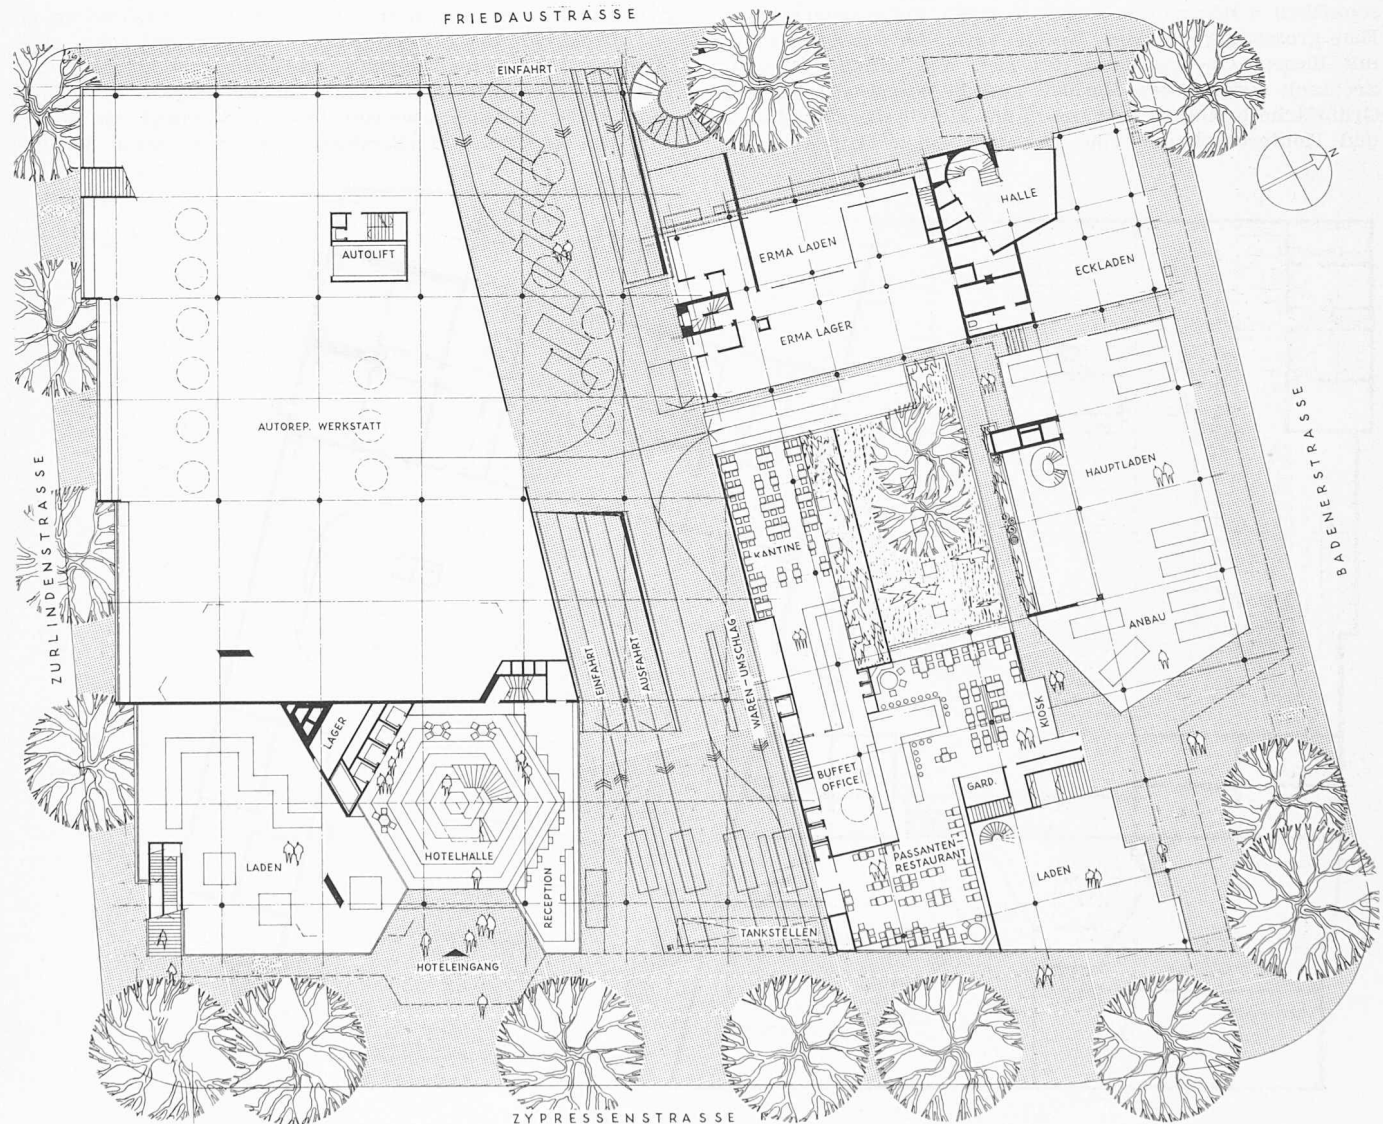 FRIEDAUSTRASSE
EINFAHRT
N
HALLE
AUTOLIFT
ERMA LADEN
ECKLADEN
ERMA LAGER
AUTOREP. WERKSTATT
HAUPTLADEN
BADENERSTRASSE
ZURLINDENSTRASSE
KANTINE
ANBAU
EINFAHRT
AUSFAHRT
WAREN-UMSCHLAG
KIOSK
LAGER
BUFFET
OFFICE
GARD.
HOTELHALLE
PASSANTEN-
RESTAURANT
LADEN
LADEN
RECEPTION
TANKSTELLEN
HOTELEINGANG
ZYPRESSENSTRASSE